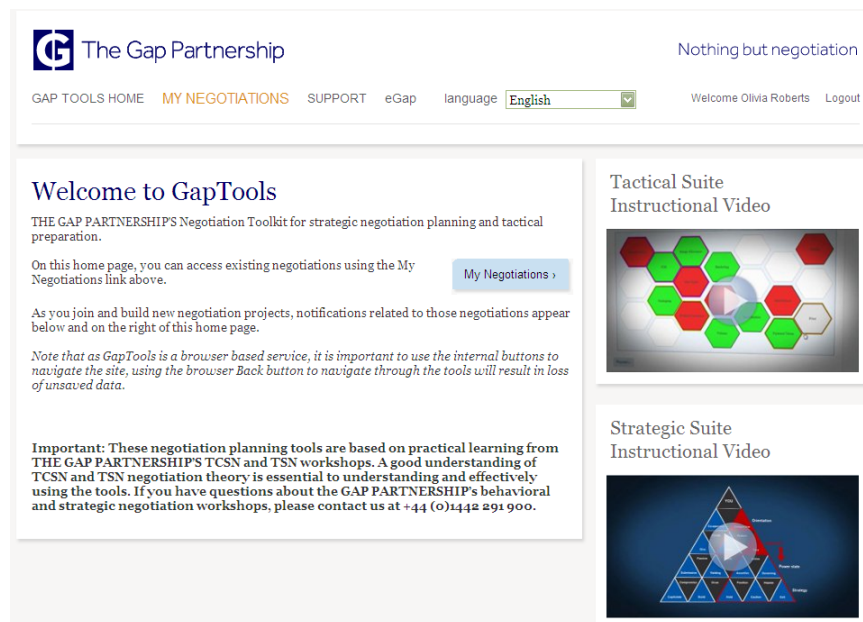 The Gap Partnership
Nothing but negotiation
GAP TOOLS HOME MY NEGOTIATIONS SUPPORT eGap language English Welcome Olivia Roberts Logout
Welcome to GapTools
THE GAP PARTNERSHIP'S Negotiation Toolkit for strategic negotiation planning and tactical
preparation.
On this home page, you can access existing negotiations using the My
Negotiations link above.
My Negotiations ›
As you join and build new negotiation projects, notifications related to those negotiations appear
below and on the right of this home page.
Note that as GapTools is a browser based service, it is important to use the internal buttons to
navigate the site, using the browser Back button to navigate through the tools will result in loss
of unsaved data.
Important: These negotiation planning tools are based on practical learning from
THE GAP PARTNERSHIP'S TCSN and TSN workshops. A good understanding of
TCSN and TSN negotiation theory is essential to understanding and effectively
using the tools. If you have questions about the GAP PARTNERSHIP's behavioral
and strategic negotiation workshops, please contact us at +44 (0)1442 291 900.
Tactical Suite
Instructional Video
Strategic Suite
Instructional Video
YOU
Orientation
Power state
Strategy